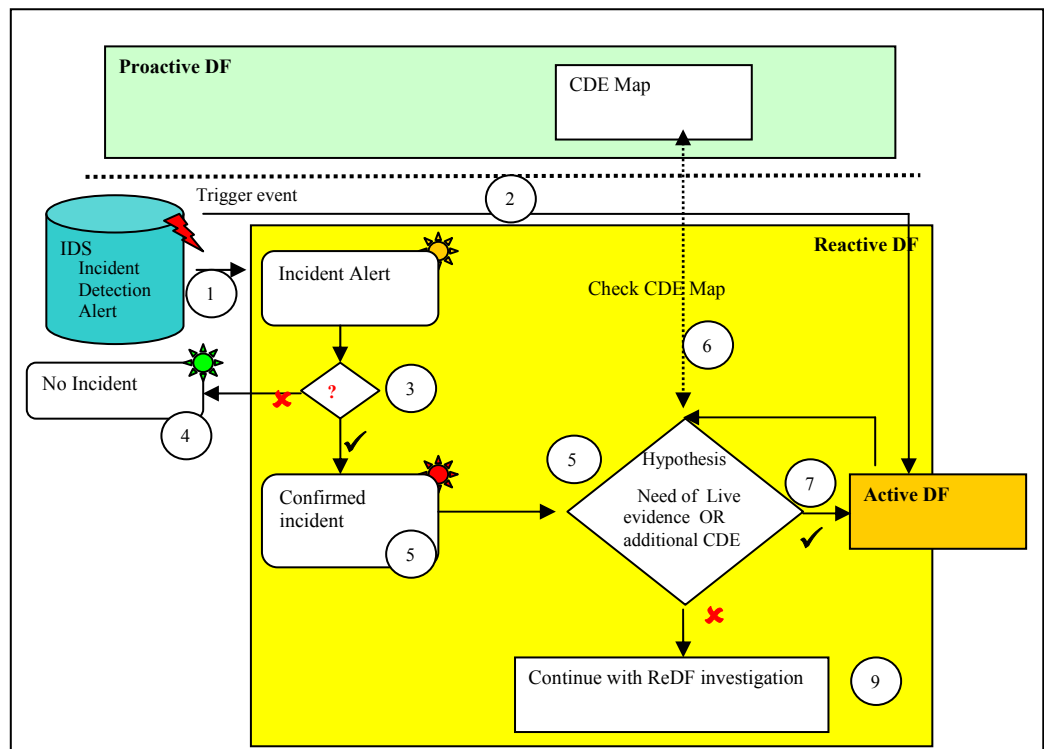 Proactive DF
CDE Map
Trigger event
2
IDS
Incident
Detection
Alert
1
Reactive DF
Incident Alert
Check CDE Map
6
No Incident
4
?
3
Confirmed
incident
5
5
Hypothesis
Need of Live
evidence OR
additional CDE
7
Active DF
Continue with ReDF investigation
9